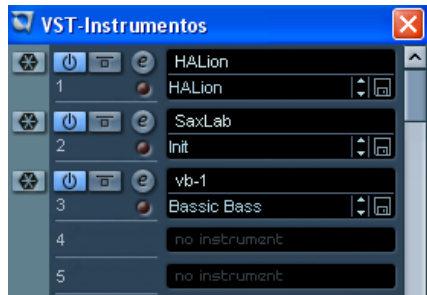 VST-Instrumentos
e HALion
1 HALion
e SaxLab
2 Init
e vb-1
3 Bassic Bass
4 no instrument
5 no instrument